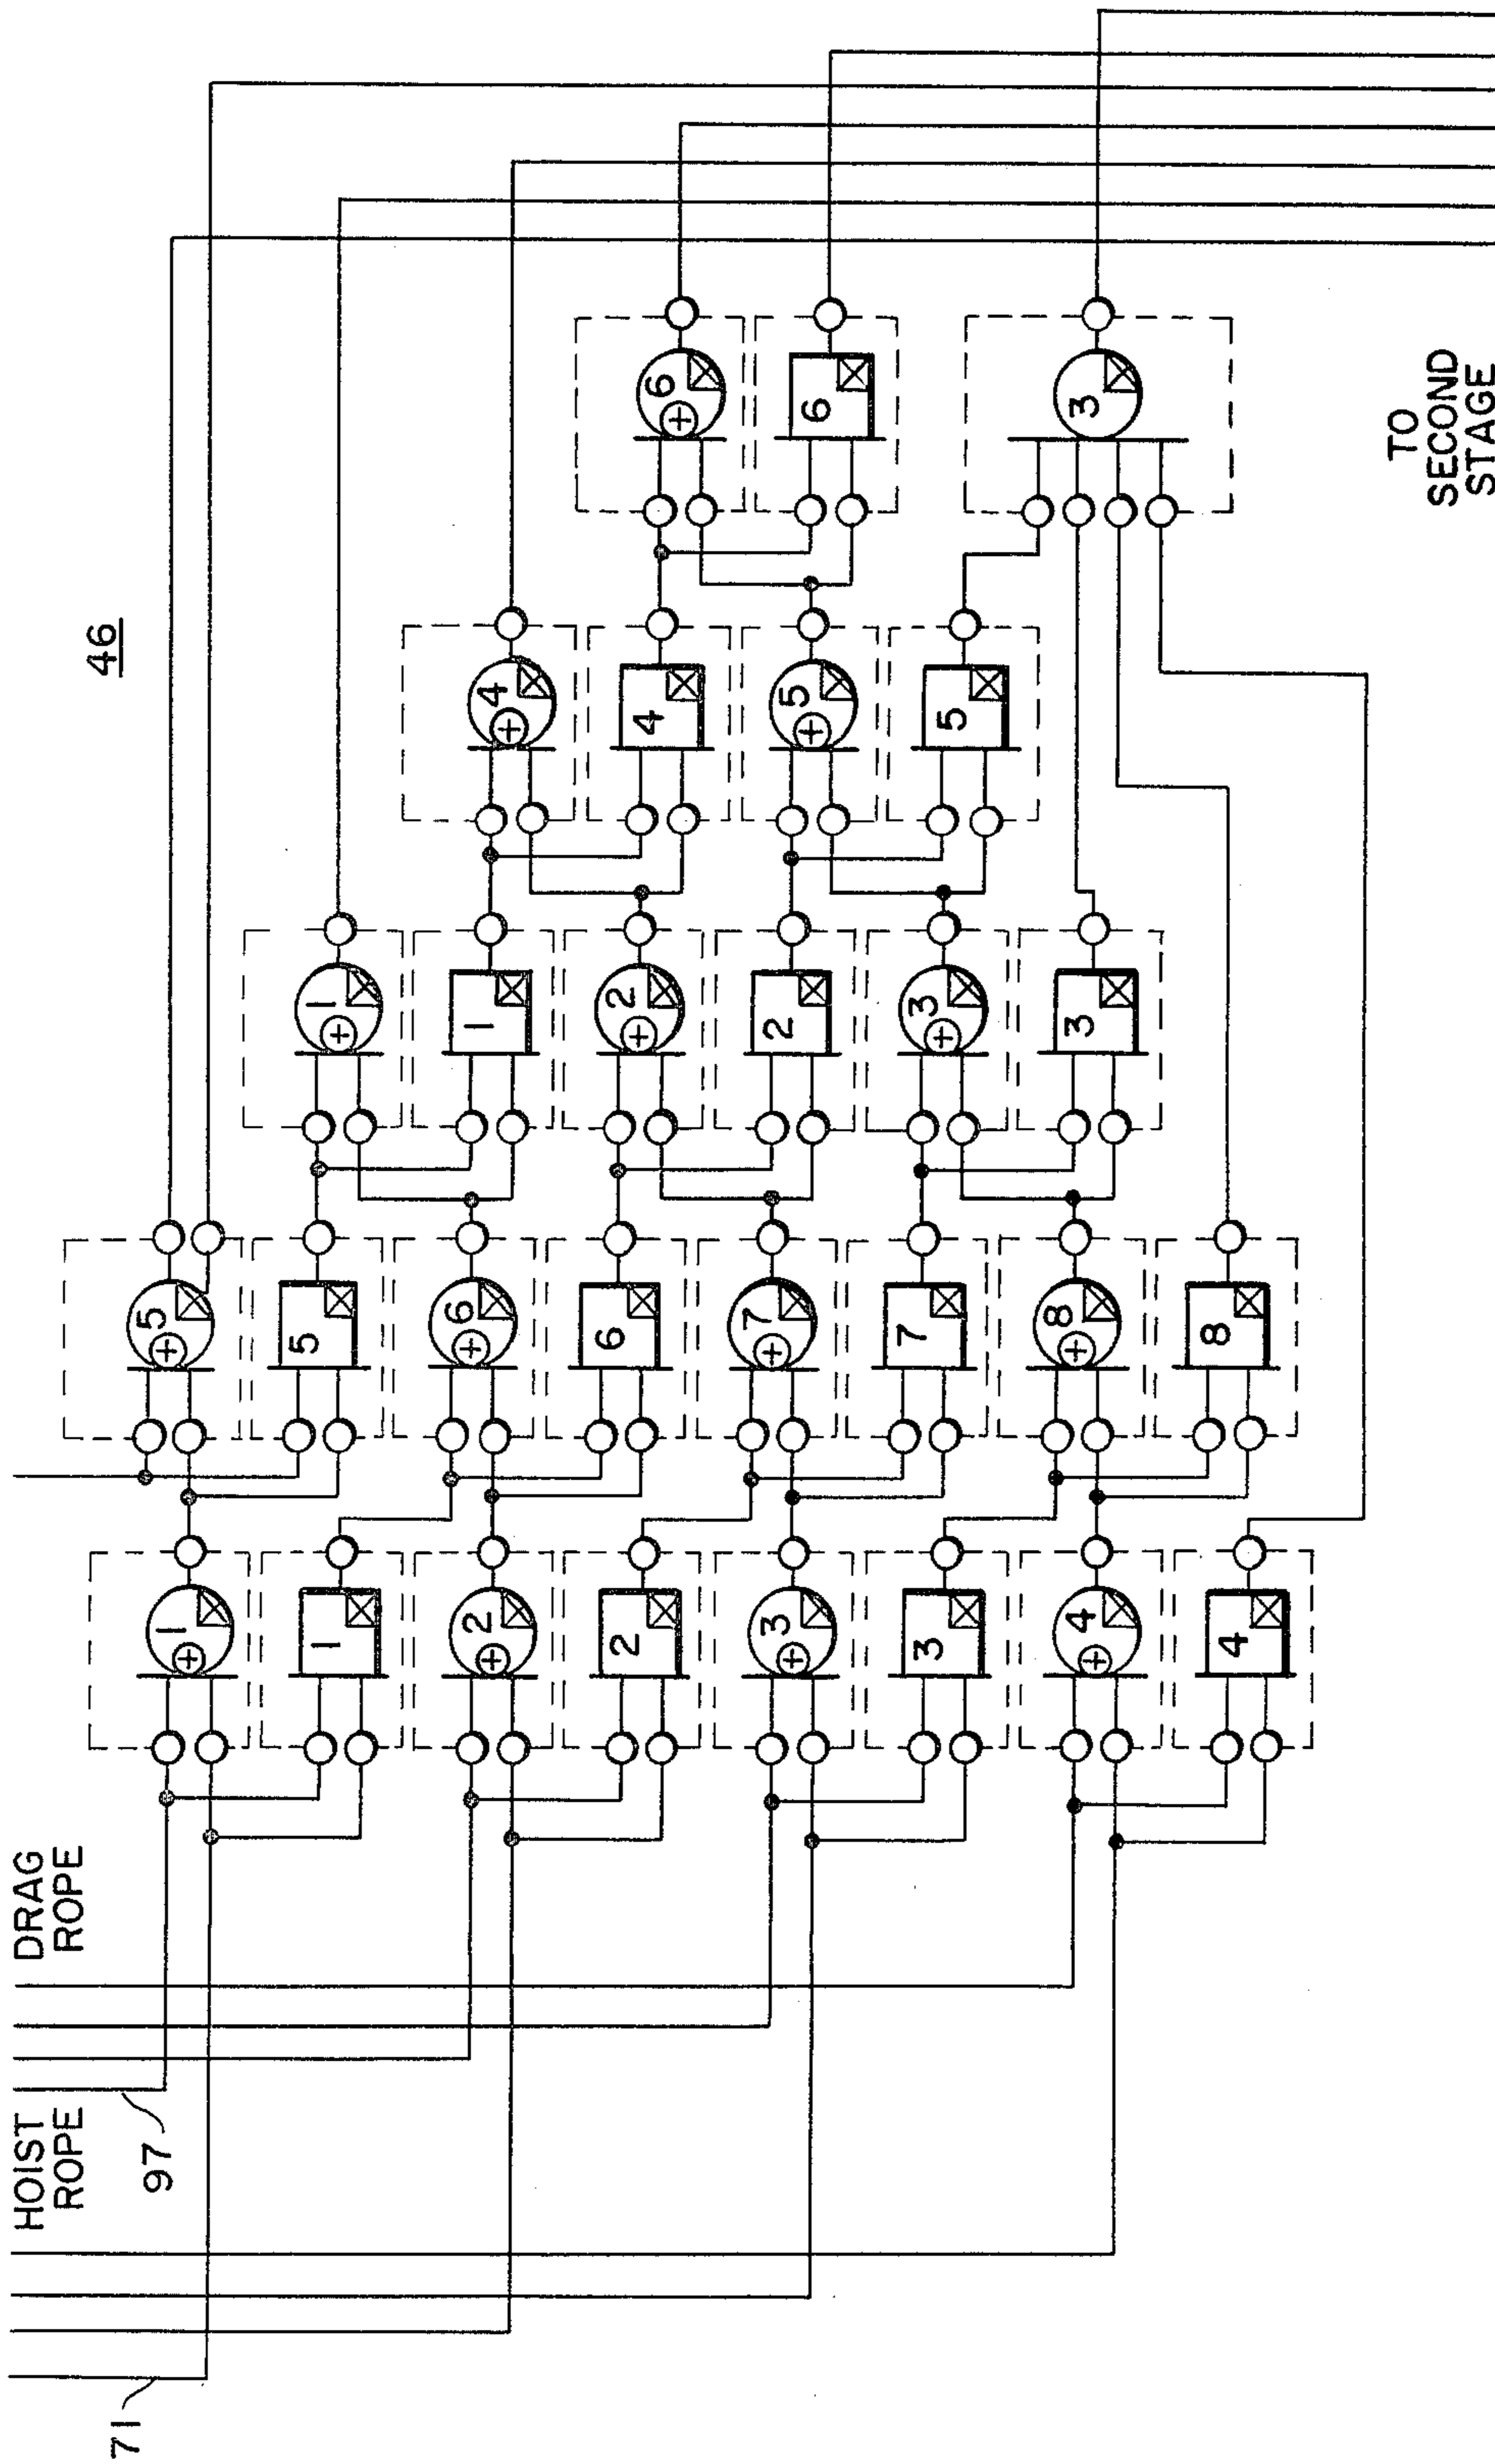 HOIST
ROPE
DRAG
ROPE
46
71
97
1 + 5 +
1 5 1 +
2 + 6 + 1 4 +
2 6 2 + 4 6 +
3 + 7 + 2 5 + 6
3 7 3 + 5
4 + 8 + 3 3
4 8
TO
SECOND
STAGE